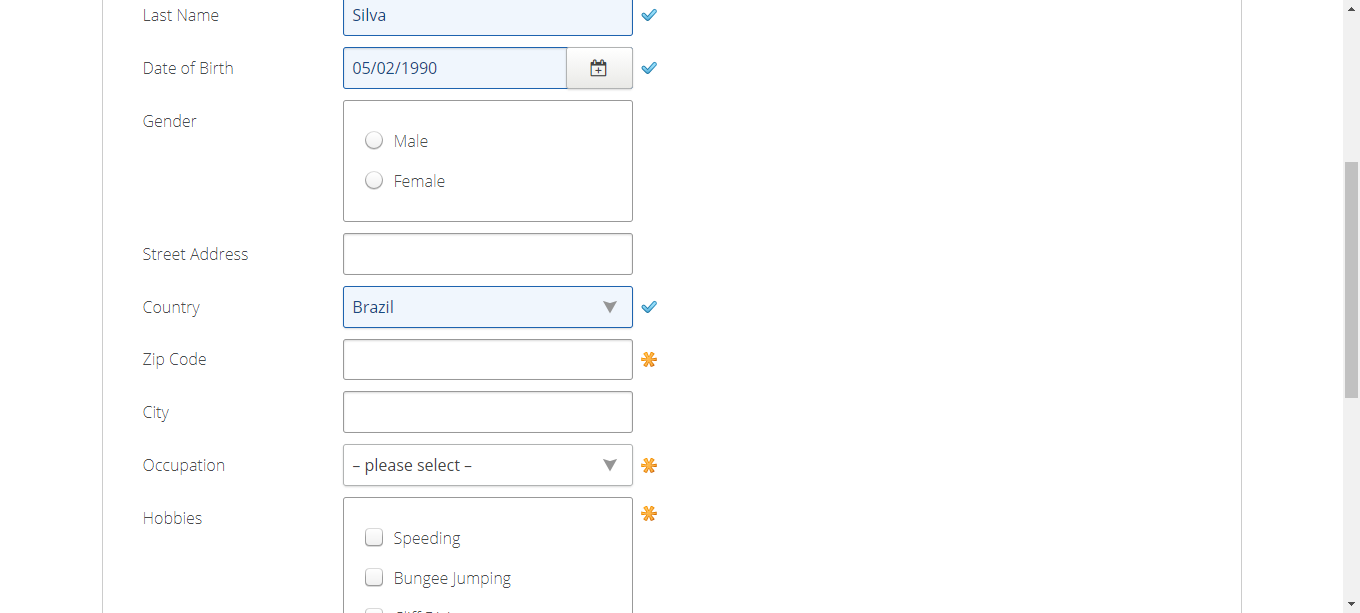 Last Name Silva
Date of Birth 05/02/1990
Gender
Male
Female
Street Address
Country Brazil
Zip Code
City
Occupation – please select –
Hobbies
Speeding
Bungee Jumping